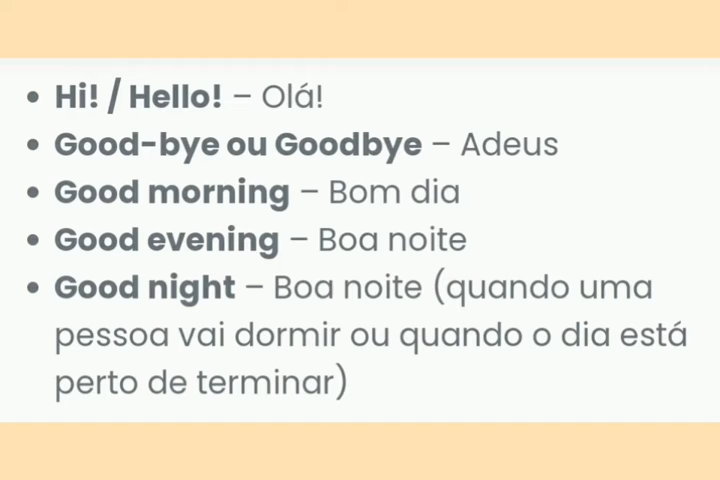 • Hi! / Hello! – Olá!
• Good-bye ou Goodbye – Adeus
• Good morning – Bom dia
• Good evening – Boa noite
• Good night – Boa noite (quando uma
pessoa vai dormir ou quando o dia está
perto de terminar)